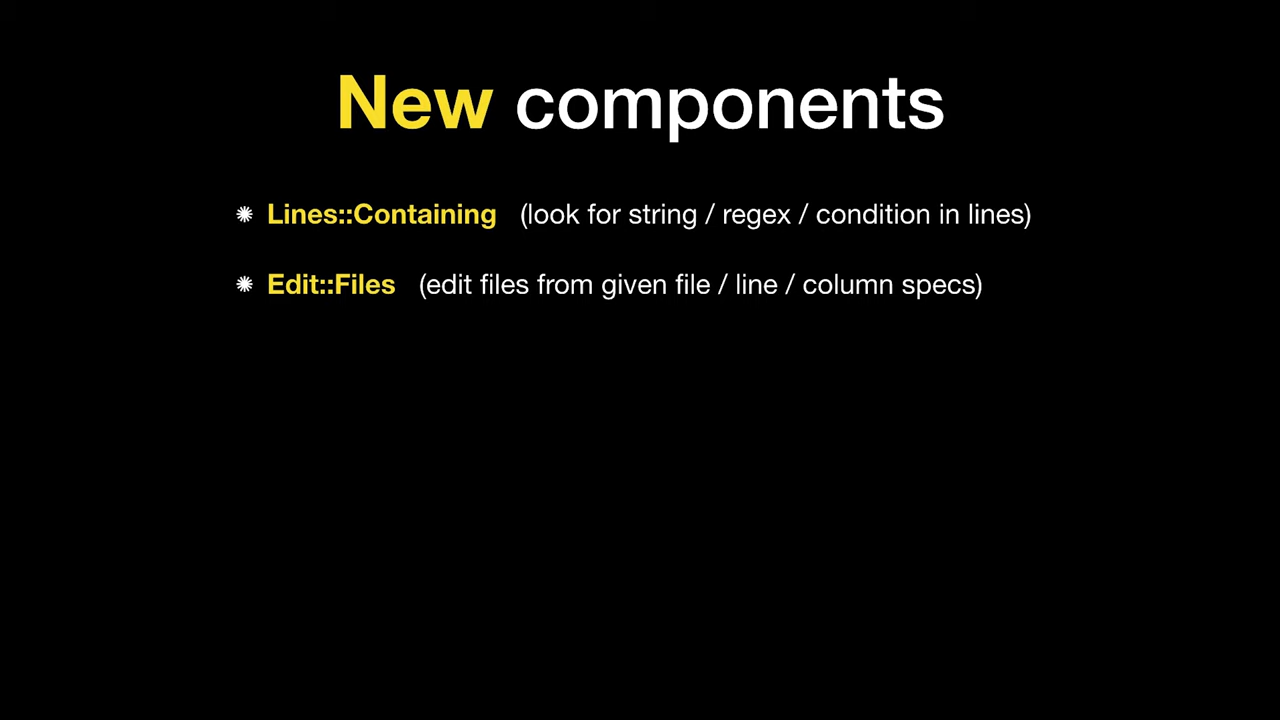 New components
✺ Lines::Containing (look for string / regex / condition in lines)
✺ Edit::Files (edit files from given file / line / column specs)